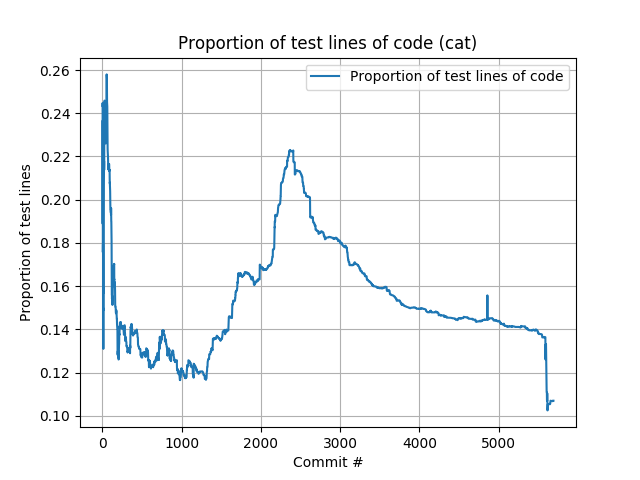 Proportion of test lines of code (cat)
Proportion of test lines of code
0.26
0.24
0.22
0.20
0.18
0.16
0.14
0.12
0.10
Proportion of test lines
0 1000 2000 3000 4000 5000
Commit #